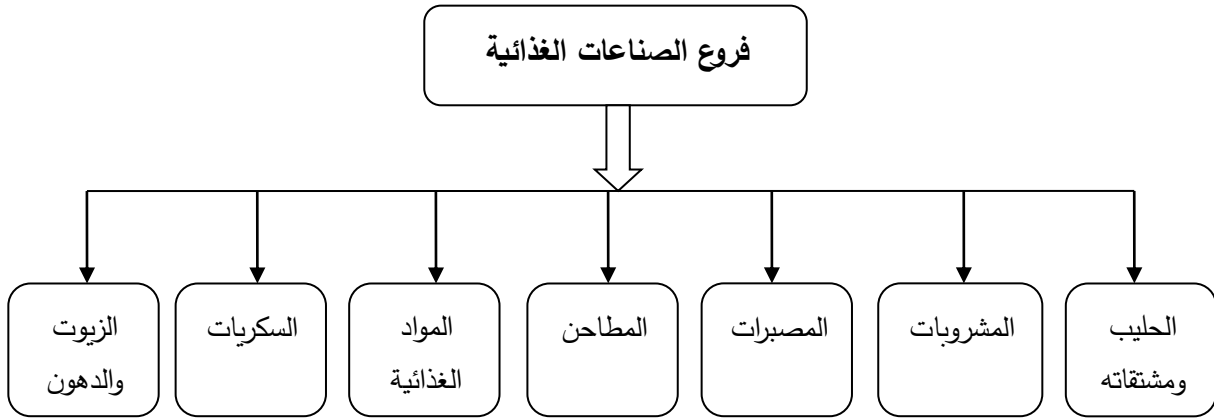 فروع الصناعات الغذائية
الحليب
ومشتقاته
المشروبات
المصبرات
المطاحن
المواد
الغذائية
السكريات
الزيوت
والدهون